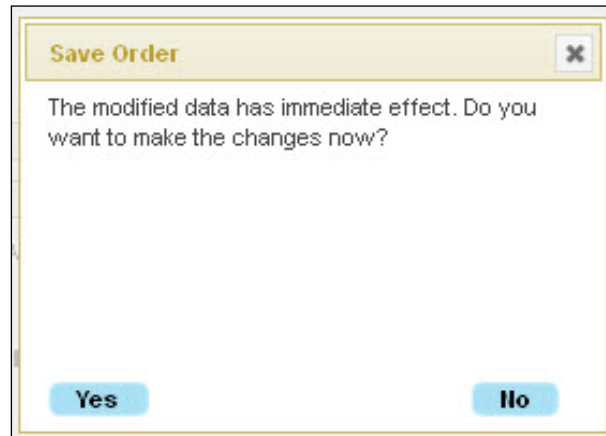 Save Order
The modified data has immediate effect. Do you
want to make the changes now?
Yes No